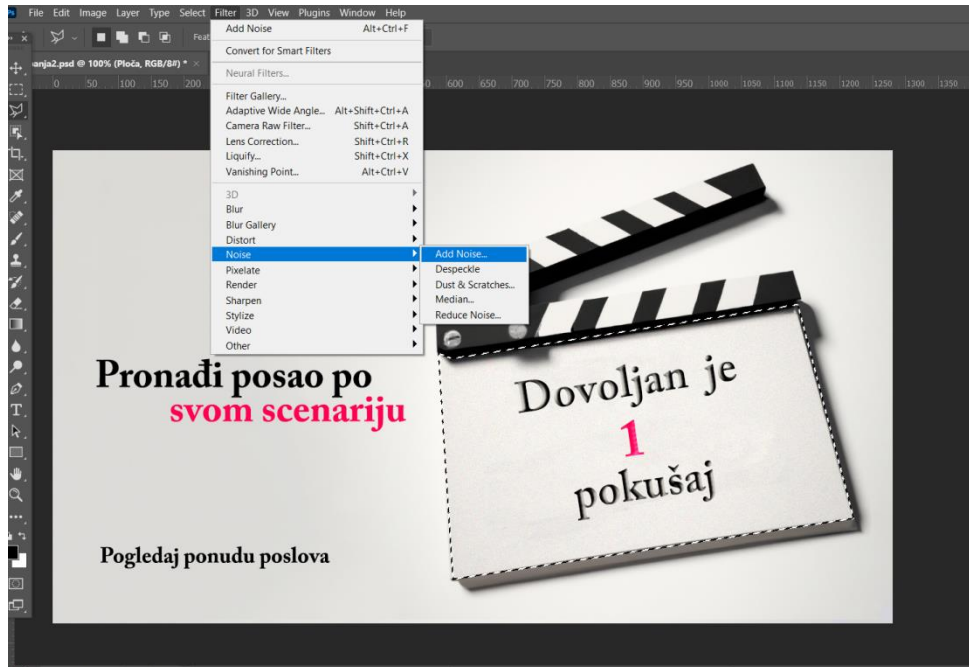 Ps File Edit Image Layer Type Select Filter 3D View Plugins Window Help
Feat
anja2.psd @ 100% (Ploča, RGB/8#) * ×
0 50 100 150 200 600 650 700 750 800 850 900 950 1000 1050 1100 1150 1200 1250 1300 1350
Add Noise Alt+Ctrl+F
Convert for Smart Filters
Neural Filters...
Filter Gallery...
Adaptive Wide Angle... Alt+Shift+Ctrl+A
Camera Raw Filter... Shift+Ctrl+A
Lens Correction... Shift+Ctrl+R
Liquify... Shift+Ctrl+X
Vanishing Point... Alt+Ctrl+V
3D
Blur
Blur Gallery
Distort
Noise
Pixelate
Render
Sharpen
Stylize
Video
Other
Add Noise...
Despeckle
Dust & Scratches...
Median...
Reduce Noise...
Pronađi posao po
svom scenariju
Pogledaj ponudu poslova
Dovoljan je
1
pokušaj